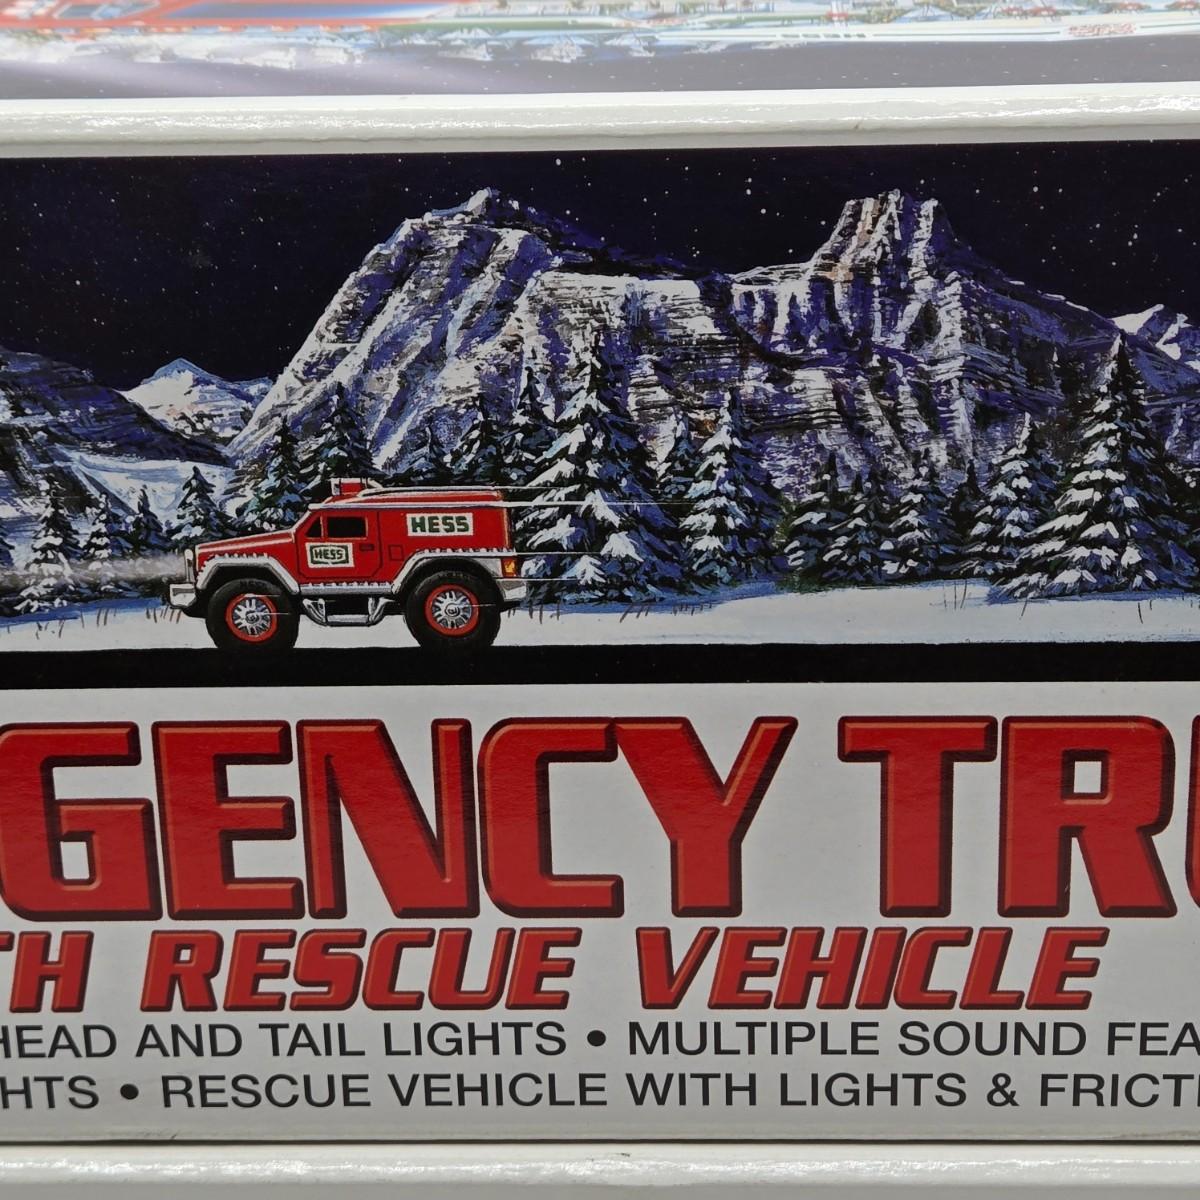 HESS
HESS
GENCY TRU
TH RESCUE VEHICLE
HEAD AND TAIL LIGHTS • MULTIPLE SOUND FEA
HTS • RESCUE VEHICLE WITH LIGHTS & FRICTI